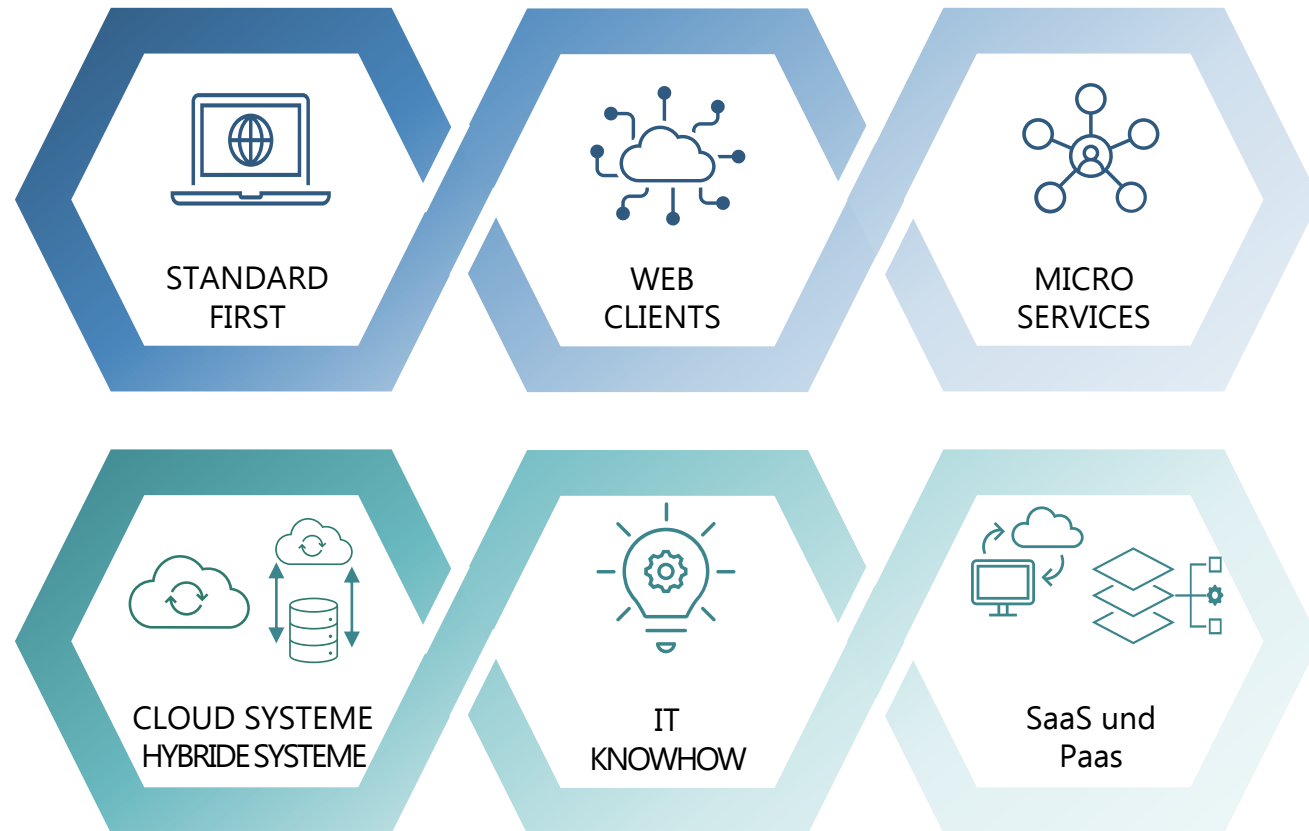 STANDARD
FIRST
WEB
CLIENTS
MICRO
SERVICES
CLOUD SYSTEME
HYBRIDE SYSTEME
IT
KNOWHOW
SaaS und
Paas